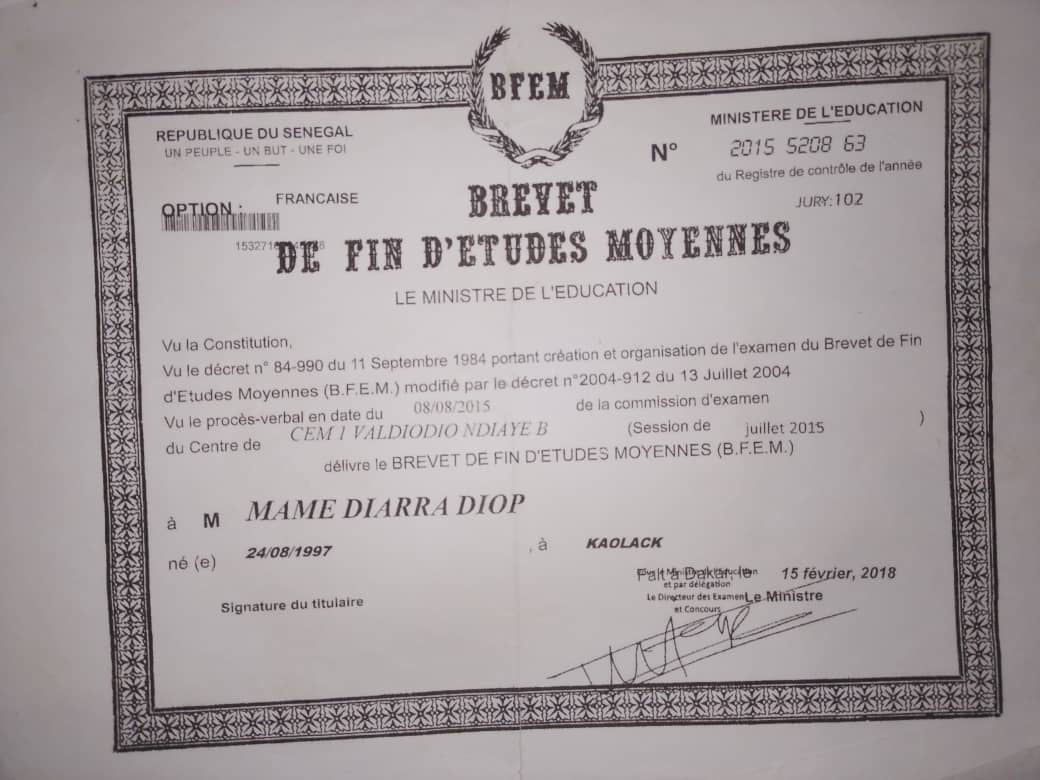 BFEM
REPUBLIQUE DU SENEGAL
UN PEUPLE - UN BUT - UNE FOI
MINISTERE DE L'EDUCATION
N° 2015 5208 63
du Registre de contrôle de l'année
OPTION : FRANCAISE
JURY:102
BREVET
DE FIN D'ETUDES MOYENNES
LE MINISTRE DE L'EDUCATION
Vu la Constitution,
Vu le décret n° 84-990 du 11 Septembre 1984 portant création et organisation de l'examen du Brevet de Fin
d'Etudes Moyennes (B.F.E.M.) modifié par le décret n°2004-912 du 13 Juillet 2004
Vu le procès-verbal en date du 08/08/2015 de la commission d'examen
du Centre de CEM 1 VALDIODIO NDIAYE B (Session de juillet 2015 )
délivre le BREVET DE FIN D'ETUDES MOYENNES (B.F.E.M.)
à M MAME DIARRA DIOP
né (e) 24/08/1997 , à KAOLACK
Fait à Dakar, le 15 février, 2018
et par délégation
Le Directeur des Examen Le Ministre
et Concours
Signature du titulaire